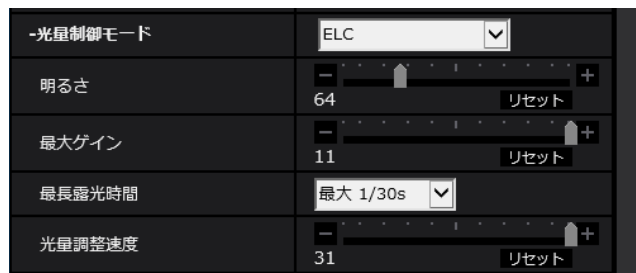 -光量制御モード
ELC
明るさ
64
リセット
最大ゲイン
11
リセット
最長露光時間
最大 1/30s
光量調整速度
31
リセット